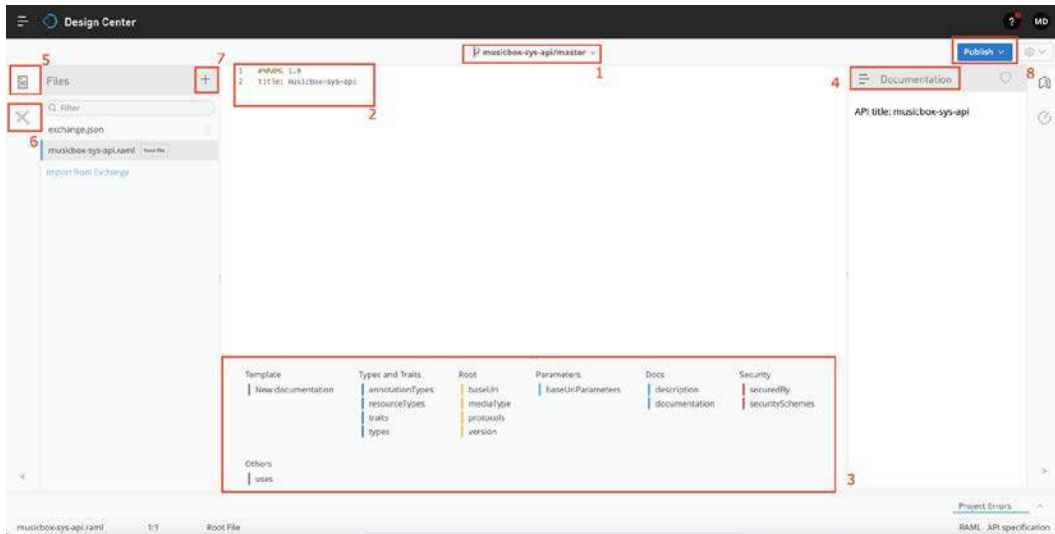 Design Center
?
MD
musicbox-sys-api/master
1
Publish
5
7
8
Files
+
1 #%RAML 1.0
2 title: musicbox-sys-api
2
4
Documentation
Filter
API title: musicbox-sys-api
6
exchange.json
musicbox-sys-api.raml
Import from Exchange
Template
New documentation
Types and Traits
annotationTypes
resourceTypes
traits
types
Root
baseUri
mediaType
protocols
version
Parameters
baseUriParameters
Docs
description
documentation
Security
securedBy
securitySchemes
Others
uses
3
Project Errors
musicbox-sys-api.raml 1:1 Root File
RAML API specification